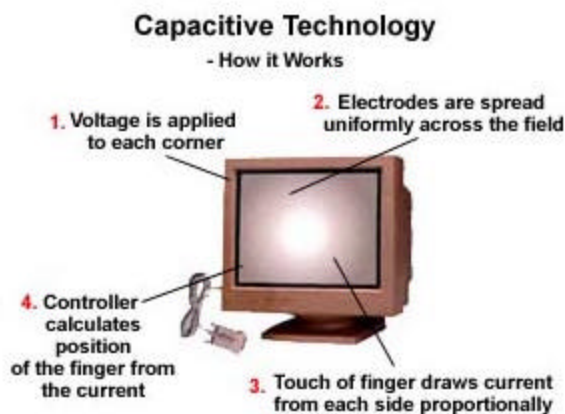 Capacitive Technology
- How it Works
1. Voltage is applied
to each corner
2. Electrodes are spread
uniformly across the field
4. Controller
calculates
position
of the finger from
the current
3. Touch of finger draws current
from each side proportionally